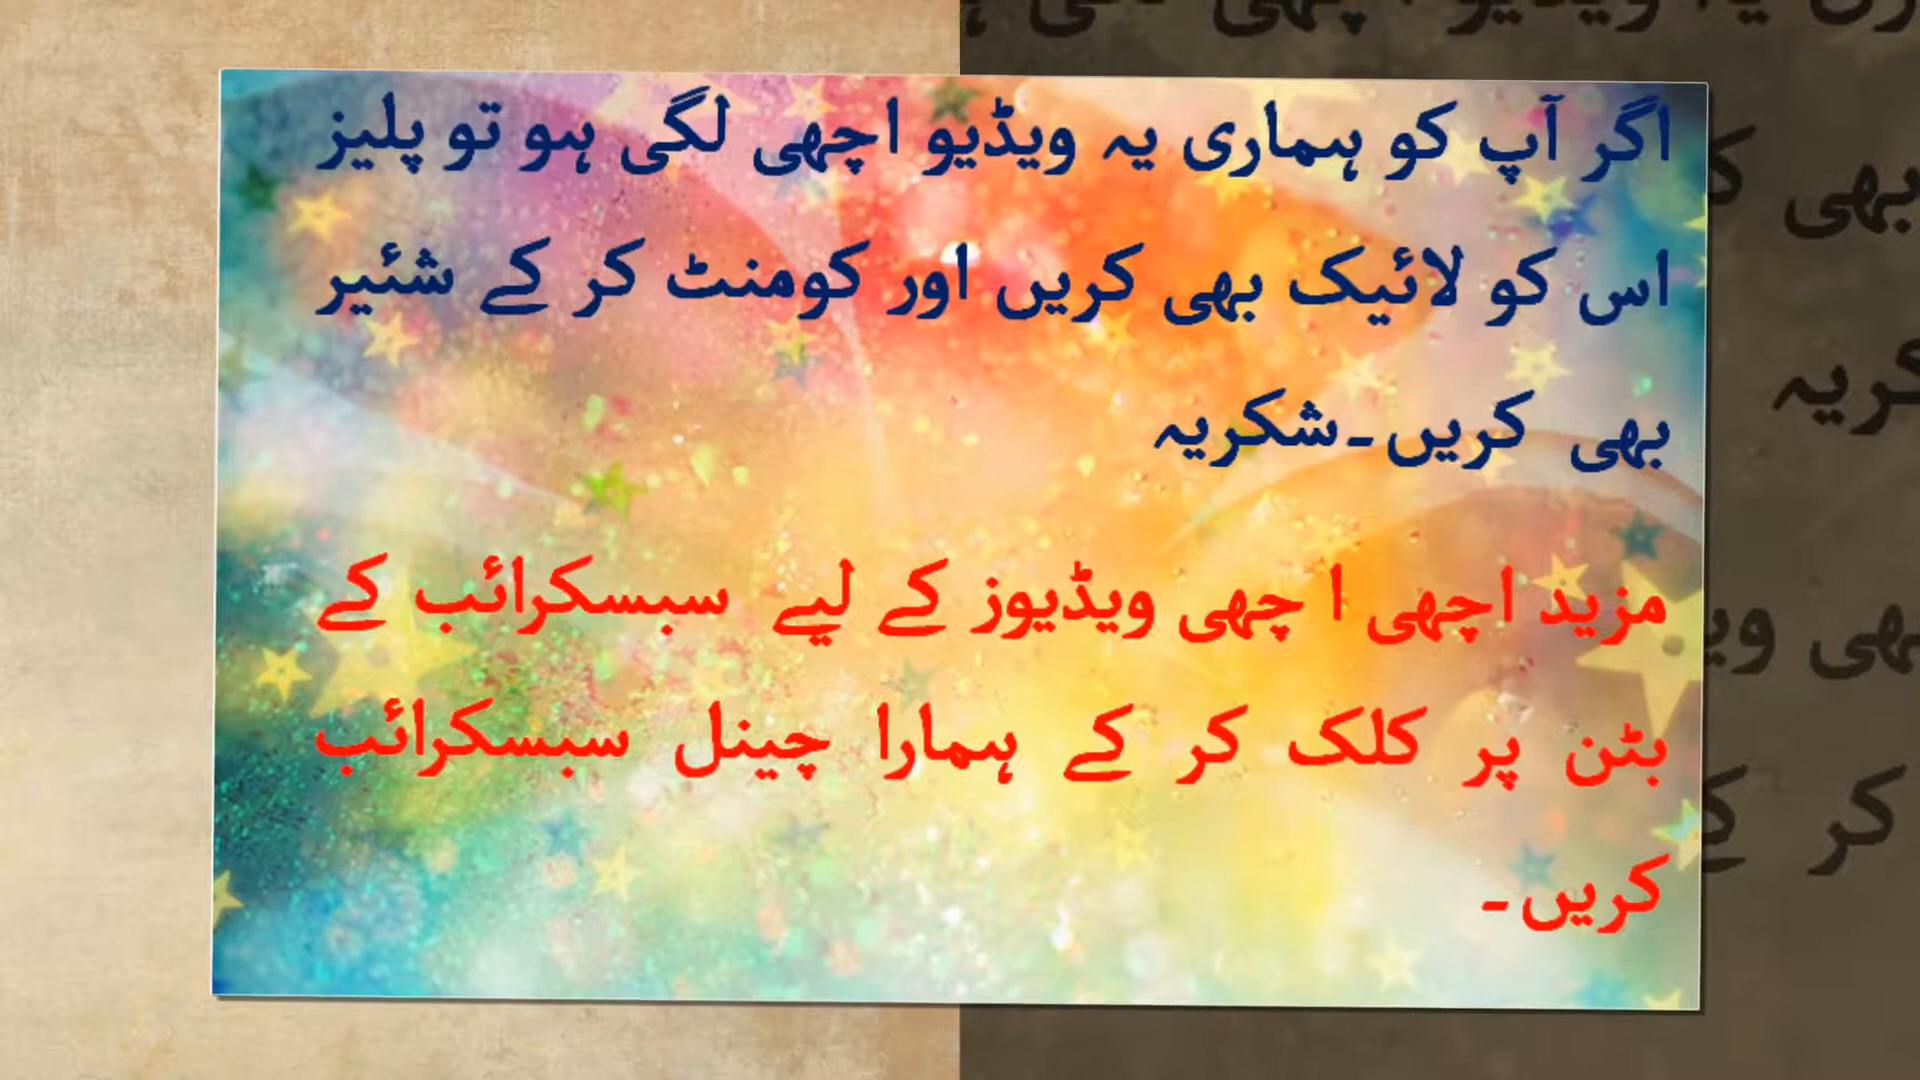 اگر آپ کو ہماری یہ ویڈیو اچھی لگی ہو تو پلیز
اس کو لائیک بھی کریں اور کومنٹ کر کے شئیر
بھی کریں۔شکریہ
مزید اچھی ا چھی ویڈیوز کے لیے سبسکرائب کے
بٹن پر کلک کر کے ہمارا چینل سبسکرائب
کریں۔